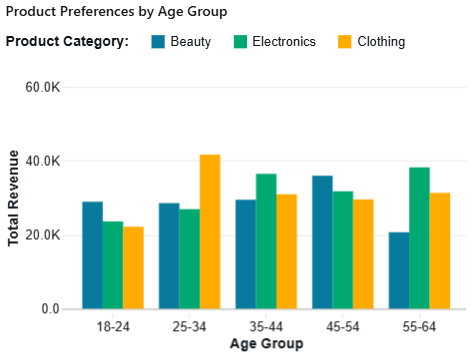 Product Preferences by Age Group
Product Category: Beauty Electronics Clothing
60.0K
40.0K
20.0K
0.0
Total Revenue
18-24 25-34 35-44 45-54 55-64
Age Group